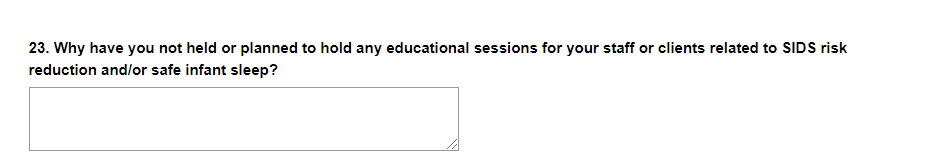 23. Why have you not held or planned to hold any educational sessions for your staff or clients related to SIDS risk
reduction and/or safe infant sleep?